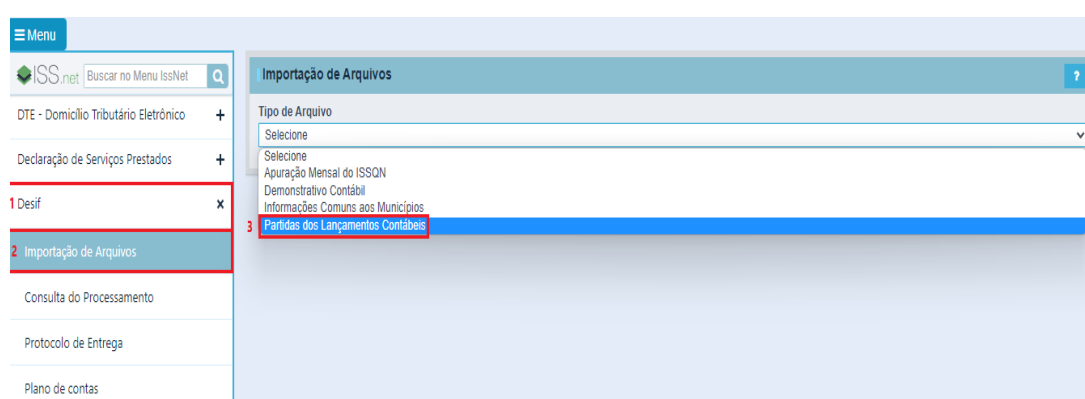 ☰ Menu
ISS.net Buscar no Menu IssNet
DTE - Domicílio Tributário Eletrônico +
Declaração de Serviços Prestados +
1 Desif x
2 Importação de Arquivos
Consulta do Processamento
Protocolo de Entrega
Plano de contas
Importação de Arquivos ?
Tipo de Arquivo
Selecione
Selecione
Apuração Mensal do ISSQN
Demonstrativo Contábil
Informações Comuns aos Municípios
3 Partidas dos Lançamentos Contábeis